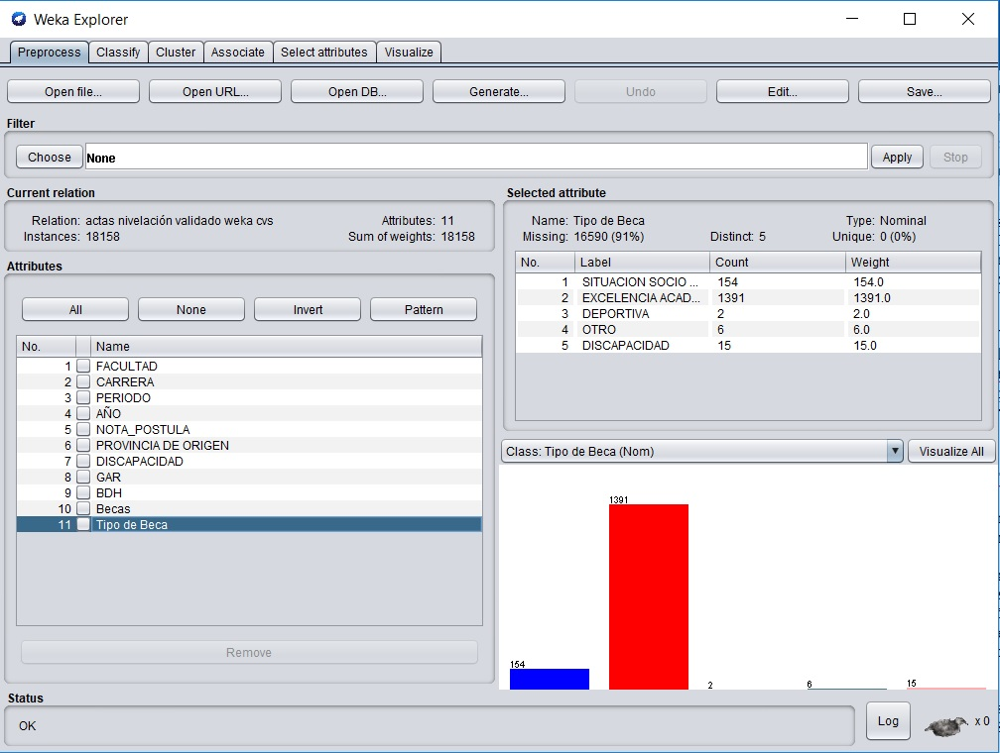 Weka Explorer
Preprocess Classify Cluster Associate Select attributes Visualize
Open file... Open URL... Open DB... Generate... Undo Edit... Save...
Filter
Choose None Apply Stop
Current relation
Relation: actas nivelación validado weka cvs Attributes: 11
Instances: 18158 Sum of weights: 18158
Attributes
All None Invert Pattern
No. Name
1 FACULTAD
2 CARRERA
3 PERIODO
4 AÑO
5 NOTA_POSTULA
6 PROVINCIA DE ORIGEN
7 DISCAPACIDAD
8 GAR
9 BDH
10 Becas
11 Tipo de Beca
Remove
Selected attribute
Name: Tipo de Beca Type: Nominal
Missing: 16590 (91%) Distinct: 5 Unique: 0 (0%)
No. Label Count Weight
1 SITUACION SOCIO ... 154 154.0
2 EXCELENCIA ACAD... 1391 1391.0
3 DEPORTIVA 2 2.0
4 OTRO 6 6.0
5 DISCAPACIDAD 15 15.0
Class: Tipo de Beca (Nom) Visualize All
1391
154
2
6
15
Status
OK
Log x 0